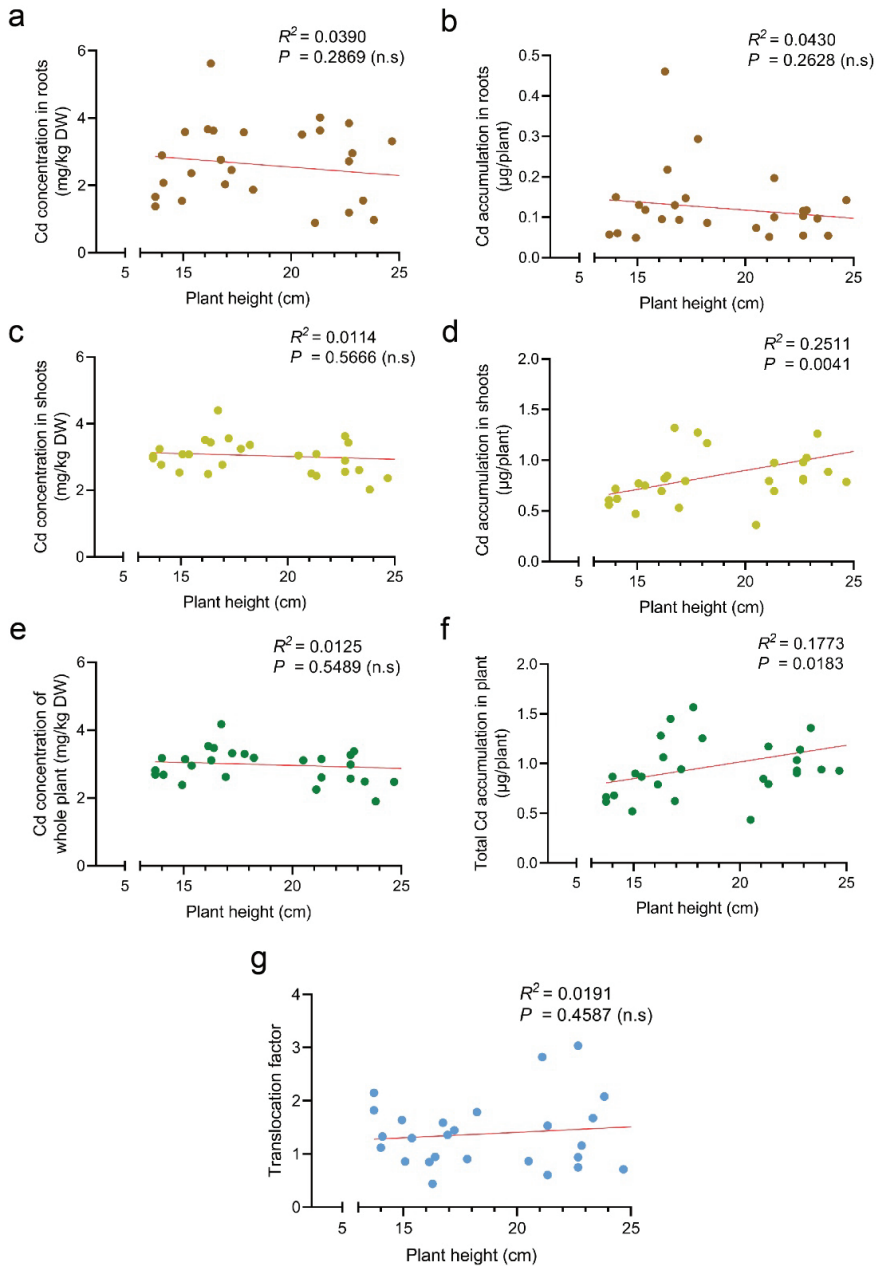 a
R² = 0.0390
P = 0.2869 (n.s)
Cd concentration in roots
(mg/kg DW)
6
4
2
0
5
15
20
25
Plant height (cm)
b
R² = 0.0430
P = 0.2628 (n.s)
Cd accumulation in roots
(µg/plant)
0.5
0.4
0.3
0.2
0.1
0.0
5
15
20
25
Plant height (cm)
c
R² = 0.0114
P = 0.5666 (n.s)
Cd concentration in shoots
(mg/kg DW)
6
4
2
0
5
15
20
25
Plant height (cm)
d
R² = 0.2511
P = 0.0041
Cd accumulation in shoots
(µg/plant)
2.0
1.5
1.0
0.5
0.0
5
15
20
25
Plant height (cm)
e
R² = 0.0125
P = 0.5489 (n.s)
Cd concentration of
whole plant (mg/kg DW)
6
4
2
0
5
15
20
25
Plant height (cm)
f
R² = 0.1773
P = 0.0183
Total Cd accumulation in plant
(µg/plant)
2.0
1.5
1.0
0.5
0.0
5
15
20
25
Plant height (cm)
g
R² = 0.0191
P = 0.4587 (n.s)
Translocation factor
4
3
2
1
0
5
15
20
25
Plant height (cm)